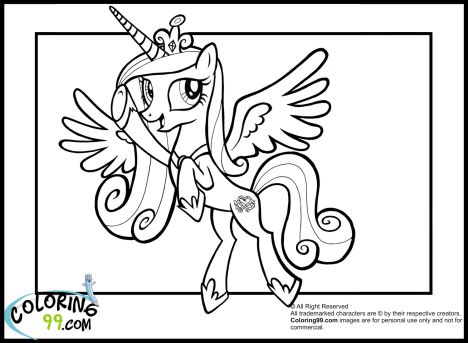 COLORING
99.COM
© All Right Reserved
All trademarked characters are © by their respective creators.
Coloring99.com images are for personal use only and not for
commercial.